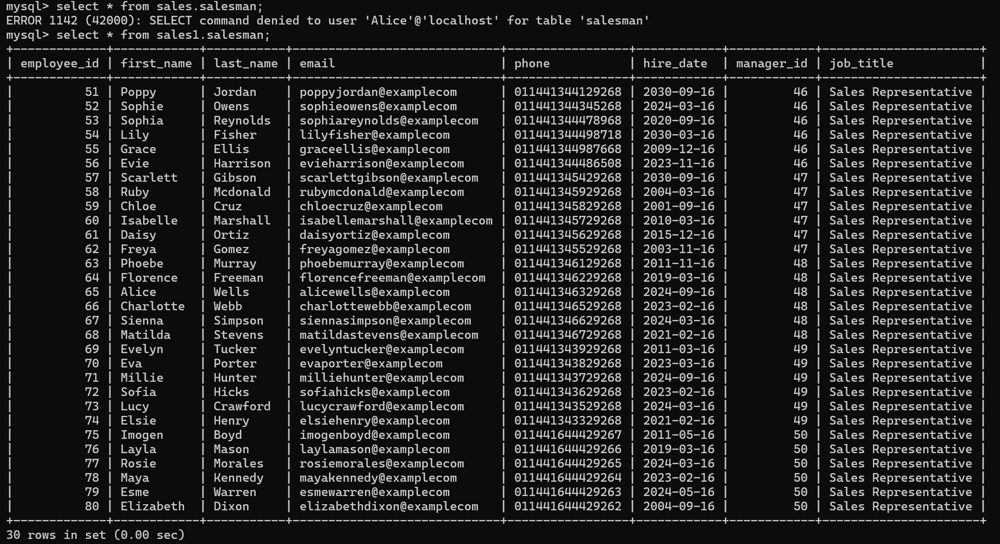 mysql> select * from sales.salesman;
ERROR 1142 (42000): SELECT command denied to user 'Alice'@'localhost' for table 'salesman'
mysql> select * from sales1.salesman;
+-------------+------------+-----------+-----------------------------+-----------------+------------+------------+----------------------+
| employee_id | first_name | last_name | email                       | phone           | hire_date  | manager_id | job_title            |
+-------------+------------+-----------+-----------------------------+-----------------+------------+------------+----------------------+
|          51 | Poppy      | Jordan    | poppyjordan@examplecom      | 011441344129268 | 2030-09-16 |         46 | Sales Representative |
|          52 | Sophie     | Owens     | sophieowens@examplecom      | 011441344345268 | 2024-03-16 |         46 | Sales Representative |
|          53 | Sophia     | Reynolds  | sophiareynolds@examplecom   | 011441344478968 | 2020-09-16 |         46 | Sales Representative |
|          54 | Lily       | Fisher    | lilyfisher@examplecom       | 011441344498718 | 2030-03-16 |         46 | Sales Representative |
|          55 | Grace      | Ellis     | graceellis@examplecom       | 011441344987668 | 2009-12-16 |         46 | Sales Representative |
|          56 | Evie       | Harrison  | evieharrison@examplecom     | 011441344486508 | 2023-11-16 |         46 | Sales Representative |
|          57 | Scarlett   | Gibson    | scarlettgibson@examplecom   | 011441345429268 | 2030-09-16 |         47 | Sales Representative |
|          58 | Ruby       | Mcdonald  | rubymcdonald@examplecom     | 011441345929268 | 2004-03-16 |         47 | Sales Representative |
|          59 | Chloe      | Cruz      | chloecruz@examplecom        | 011441345829268 | 2001-09-16 |         47 | Sales Representative |
|          60 | Isabelle   | Marshall  | isabellemarshall@examplecom | 011441345729268 | 2010-03-16 |         47 | Sales Representative |
|          61 | Daisy      | Ortiz     | daisyortiz@examplecom       | 011441345629268 | 2015-12-16 |         47 | Sales Representative |
|          62 | Freya      | Gomez     | freyagomez@examplecom       | 011441345529268 | 2003-11-16 |         47 | Sales Representative |
|          63 | Phoebe     | Murray    | phoebemurray@examplecom     | 011441346129268 | 2011-11-16 |         48 | Sales Representative |
|          64 | Florence   | Freeman   | florencefreeman@examplecom  | 011441346229268 | 2019-03-16 |         48 | Sales Representative |
|          65 | Alice      | Wells     | alicewells@examplecom       | 011441346329268 | 2024-09-16 |         48 | Sales Representative |
|          66 | Charlotte  | Webb      | charlottewebb@examplecom    | 011441346529268 | 2023-02-16 |         48 | Sales Representative |
|          67 | Sienna     | Simpson   | siennasimpson@examplecom    | 011441346629268 | 2024-03-16 |         48 | Sales Representative |
|          68 | Matilda    | Stevens   | matildastevens@examplecom   | 011441346729268 | 2021-02-16 |         48 | Sales Representative |
|          69 | Evelyn     | Tucker    | evelyntucker@examplecom     | 011441343929268 | 2011-03-16 |         49 | Sales Representative |
|          70 | Eva        | Porter    | evaporter@examplecom        | 011441343829268 | 2023-03-16 |         49 | Sales Representative |
|          71 | Millie     | Hunter    | milliehunter@examplecom     | 011441343729268 | 2024-09-16 |         49 | Sales Representative |
|          72 | Sofia      | Hicks     | sofiahicks@examplecom       | 011441343629268 | 2023-02-16 |         49 | Sales Representative |
|          73 | Lucy       | Crawford  | lucycrawford@examplecom     | 011441343529268 | 2024-03-16 |         49 | Sales Representative |
|          74 | Elsie      | Henry     | elsiehenry@examplecom       | 011441343329268 | 2021-02-16 |         49 | Sales Representative |
|          75 | Imogen     | Boyd      | imogenboyd@examplecom       | 011441644429267 | 2011-05-16 |         50 | Sales Representative |
|          76 | Layla      | Mason     | laylamason@examplecom       | 011441644429266 | 2019-03-16 |         50 | Sales Representative |
|          77 | Rosie      | Morales   | rosiemorales@examplecom     | 011441644429265 | 2024-03-16 |         50 | Sales Representative |
|          78 | Maya       | Kennedy   | mayakennedy@examplecom      | 011441644429264 | 2023-02-16 |         50 | Sales Representative |
|          79 | Esme       | Warren    | esmewarren@examplecom       | 011441644429263 | 2024-05-16 |         50 | Sales Representative |
|          80 | Elizabeth  | Dixon     | elizabethdixon@examplecom   | 011441644429262 | 2004-09-16 |         50 | Sales Representative |
+-------------+------------+-----------+-----------------------------+-----------------+------------+------------+----------------------+
30 rows in set (0.00 sec)